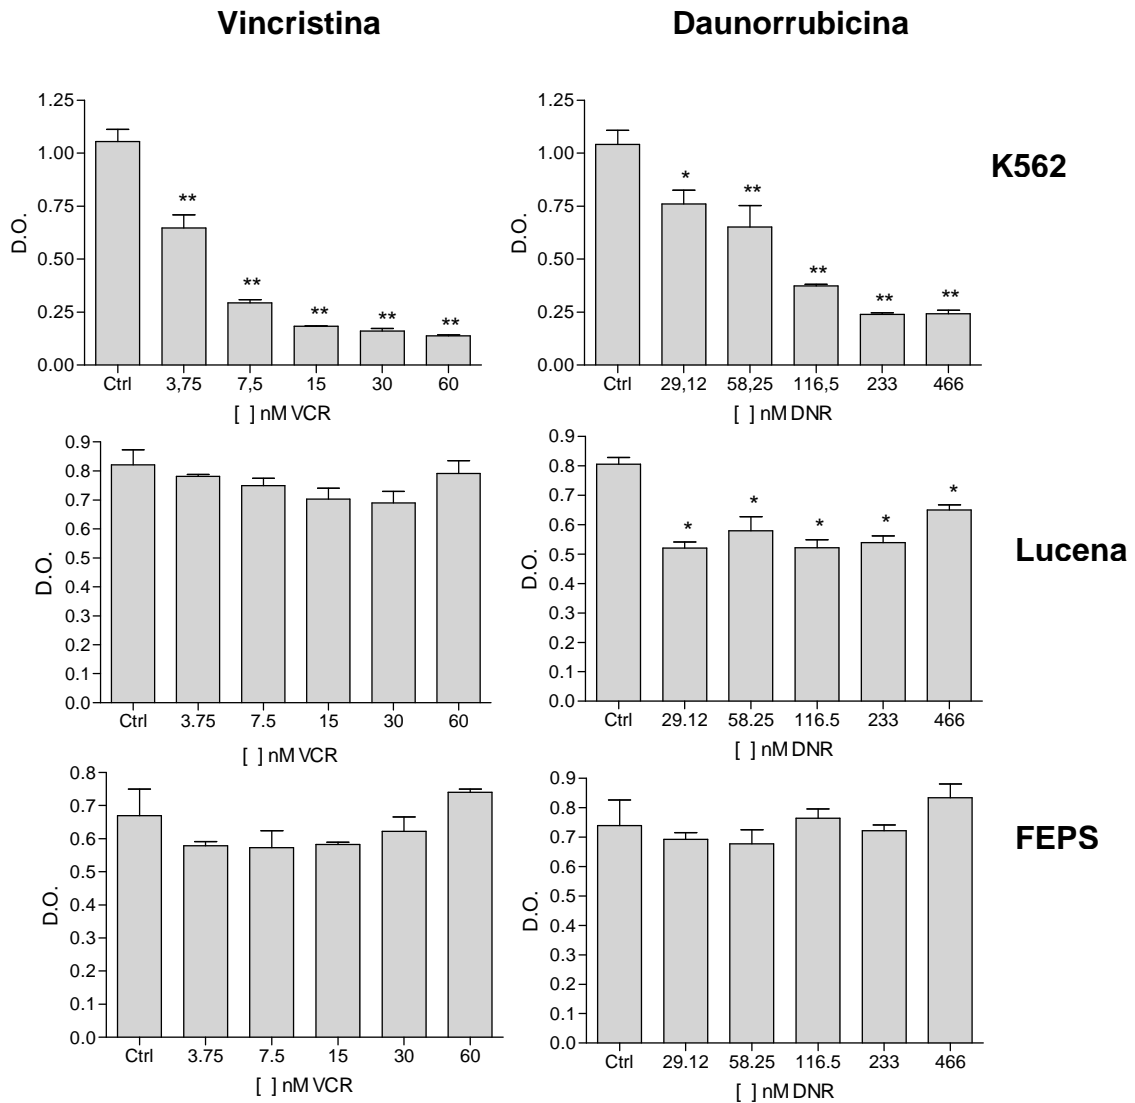 Vincristina
Daunorrubicina
1.25
1.00
0.75
0.50
0.25
0.00
D.O.
**
**
**
**
**
Ctrl 3,75 7,5 15 30 60
[ ] nM VCR
1.25
1.00
0.75
0.50
0.25
0.00
D.O.
*
**
**
**
**
Ctrl 29,12 58,25 116,5 233 466
[ ] nM DNR
K562
0.9
0.8
0.7
0.6
0.5
0.4
0.3
0.2
0.1
0.0
D.O.
Ctrl 3.75 7.5 15 30 60
[ ] nM VCR
0.9
0.8
0.7
0.6
0.5
0.4
0.3
0.2
0.1
0.0
D.O.
*
*
*
*
*
Ctrl 29.12 58.25 116.5 233 466
[ ] nM DNR
Lucena
0.8
0.7
0.6
0.5
0.4
0.3
0.2
0.1
0.0
D.O.
Ctrl 3.75 7.5 15 30 60
[ ] nM VCR
0.9
0.8
0.7
0.6
0.5
0.4
0.3
0.2
0.1
0.0
D.O.
Ctrl 29.12 58.25 116.5 233 466
[ ] nM DNR
FEPS